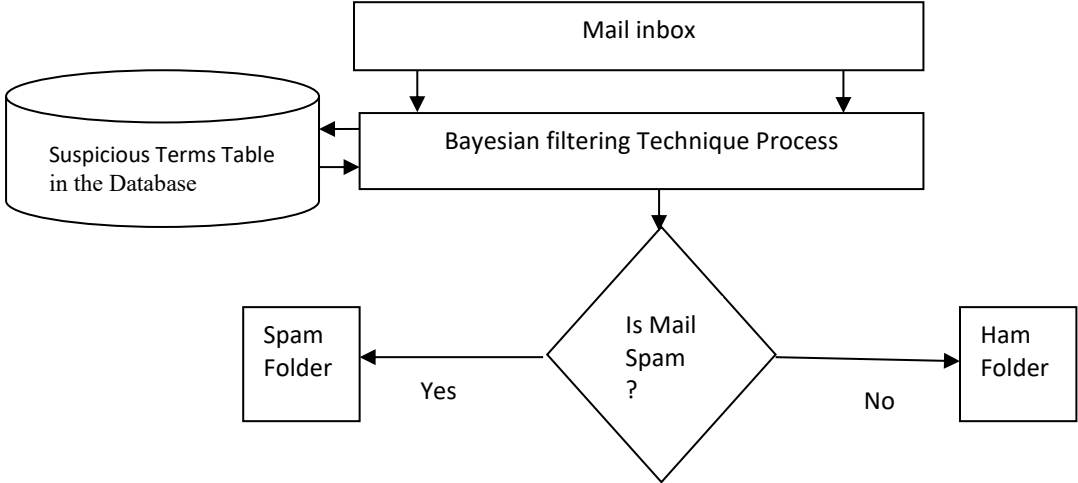 Mail inbox
Bayesian filtering Technique Process
Suspicious Terms Table
in the Database
Is Mail
Spam
?
Spam
Folder
Yes
Ham
Folder
No